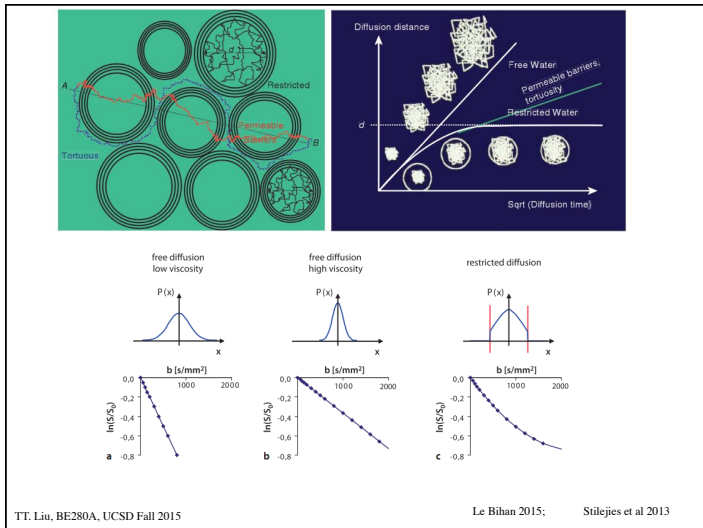 A
Restricted
Permeable
Barriers
B
Tortuous
Diffusion distance
Free Water
Permeable barriers,
tortuosity
Restricted Water
d
Sqrt (Diffusion time)
free diffusion
low viscosity
free diffusion
high viscosity
restricted diffusion
P (x)
P (x)
P (x)
x
x
x
b [s/mm²]
b [s/mm²]
b [s/mm²]
0 1000 2000
0 1000 2000
0 1000 2000
0,0
-0,2
-0,4
-0,6
-0,8
ln(S/S₀)
a
0,0
-0,2
-0,4
-0,6
-0,8
ln(S/S₀)
b
0,0
-0,2
-0,4
-0,6
-0,8
ln(S/S₀)
c
TT. Liu, BE280A, UCSD Fall 2015
Le Bihan 2015; Stilejies et al 2013